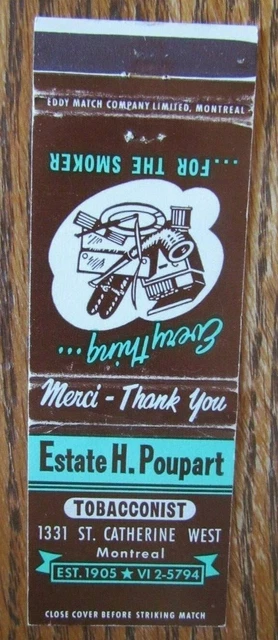 EDDY MATCH COMPANY LIMITED, MONTREAL
Everything...
...FOR THE SMOKER
Merci - Thank You
Estate H. Poupart
TOBACCONIST
1331 ST. CATHERINE WEST
Montreal
EST. 1905 ★ VI 2-5794
CLOSE COVER BEFORE STRIKING MATCH